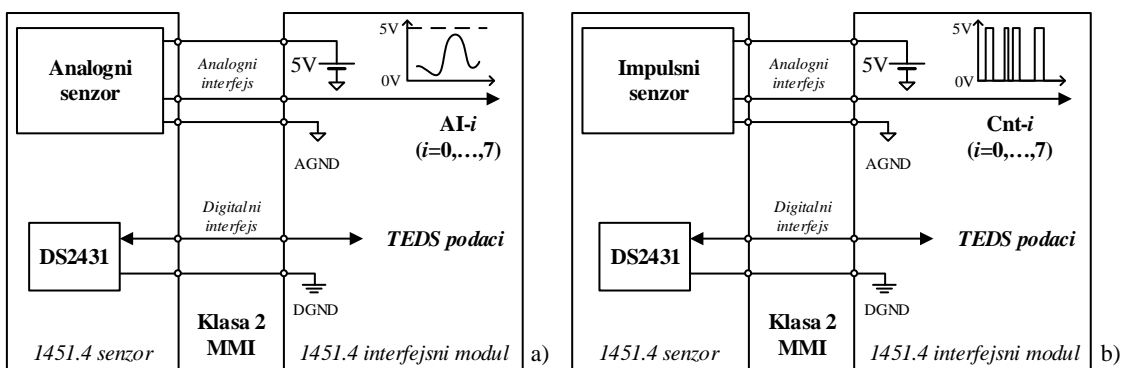 Analogni
senzor
Analogni
interfejs
5V
5V
0V
AI-i
(i=0,…,7)
AGND
DS2431
Digitalni
interfejs
TEDS podaci
DGND
Klasa 2
MMI
1451.4 senzor
1451.4 interfejsni modul
a)
Impulsni
senzor
Analogni
interfejs
5V
5V
0V
Cnt-i
(i=0,…,7)
AGND
DS2431
Digitalni
interfejs
TEDS podaci
DGND
Klasa 2
MMI
1451.4 senzor
1451.4 interfejsni modul
b)